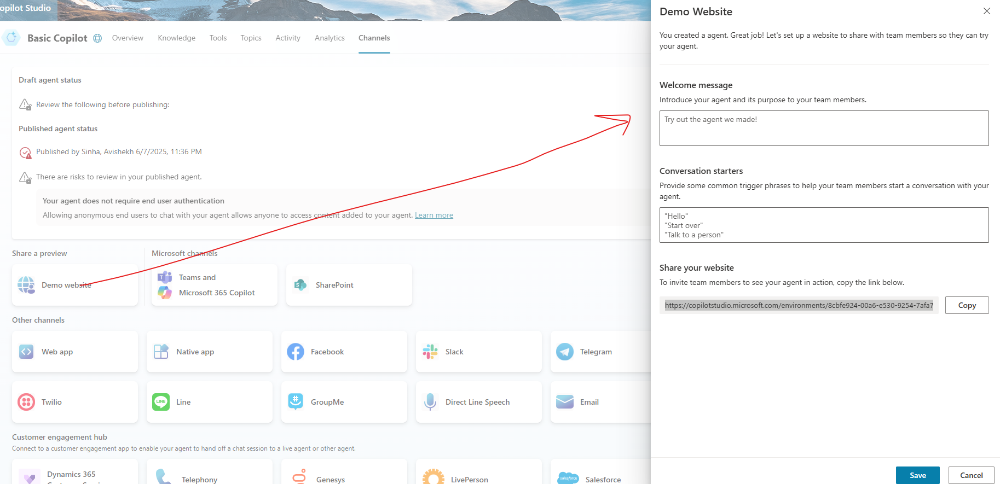 opilot Studio
Basic Copilot
Overview
Knowledge
Tools
Topics
Activity
Analytics
Channels
Draft agent status
Review the following before publishing:
Published agent status
Published by Sinha, Avishekh 6/7/2025, 11:36 PM
There are risks to review in your published agent.
Your agent does not require end user authentication
Allowing anonymous end users to chat with your agent allows anyone to access content added to your agent. Learn more
Share a preview
Microsoft channels
Demo website
Teams and
Microsoft 365 Copilot
SharePoint
Other channels
Web app
Native app
Facebook
Slack
Telegram
Twilio
LINE
Line
GroupMe
Direct Line Speech
Email
Customer engagement hub
Connect to a customer engagement app to enable your agent to hand off a chat session to a live agent or other agent.
Dynamics 365
Telephony
Genesys
LivePerson
salesforce
Salesforce
Demo Website
You created a agent. Great job! Let's set up a website to share with team members so they can try
your agent.
Welcome message
Introduce your agent and its purpose to your team members.
Try out the agent we made!
Conversation starters
Provide some common trigger phrases to help your team members start a conversation with your
agent.
"Hello"
"Start over"
"Talk to a person"
Share your website
To invite team members to see your agent in action, copy the link below.
https://copilotstudio.microsoft.com/environments/8cbfe924-00a6-e530-9254-7afa7
Copy
Save
Cancel